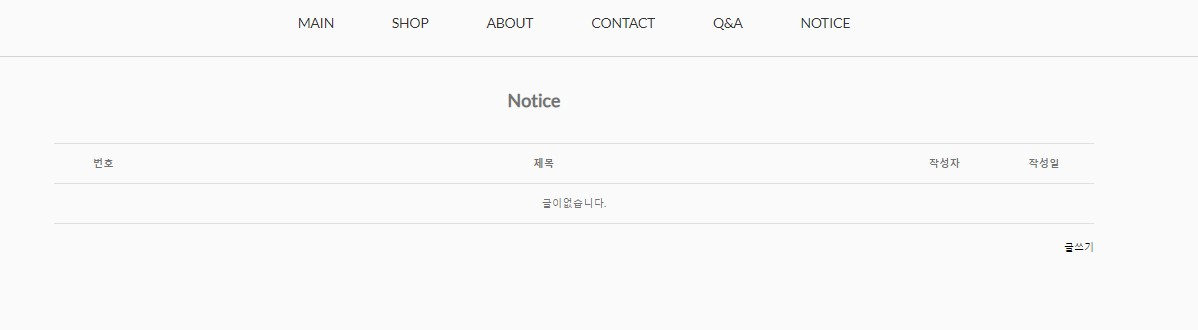 MAIN SHOP ABOUT CONTACT Q&A NOTICE
Notice
번호 제목 작성자 작성일
글이없습니다.
글쓰기